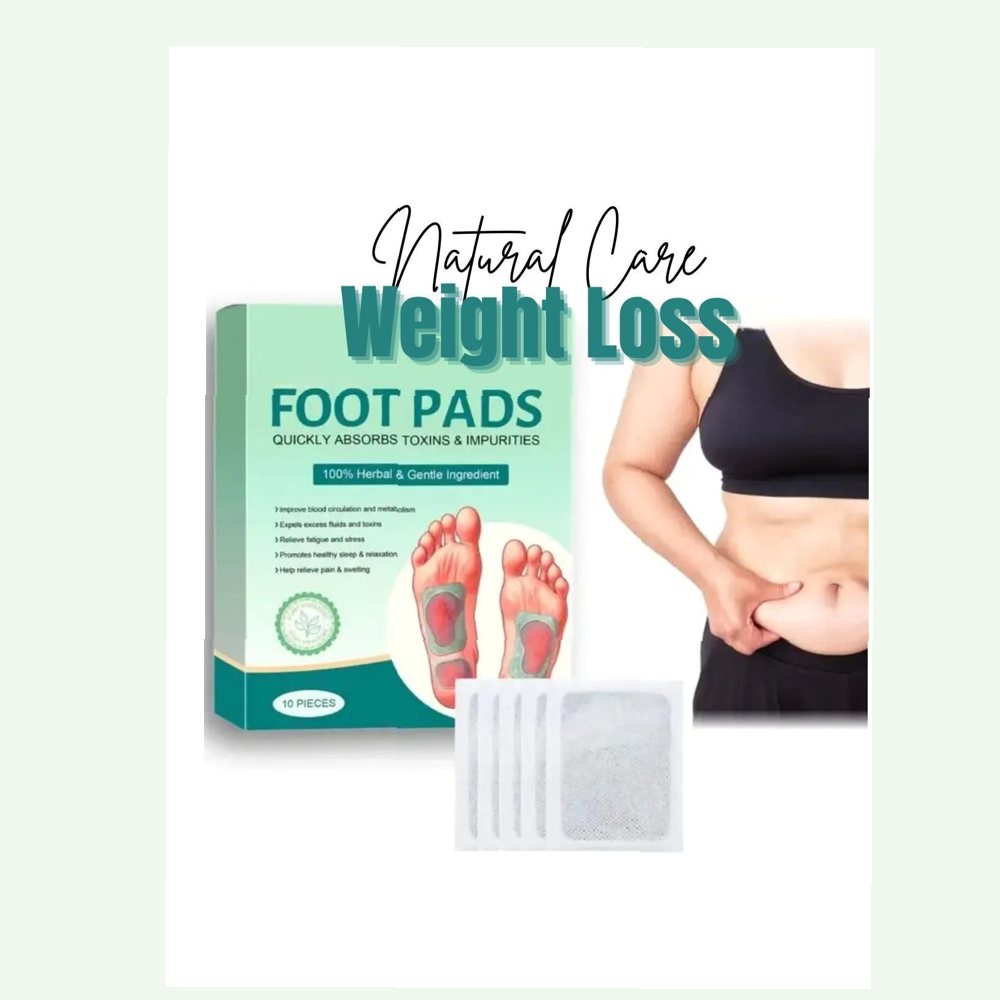 Natural Care
Weight Loss
FOOT PADS
QUICKLY ABSORBS TOXINS & IMPURITIES
100% Herbal & Gentle Ingredient
Improve blood circulation and metabolism
Expels excess fluids and toxins
Relieve fatigue and stress
Promotes healthy sleep & relaxation
Help relieve pain & swelling
10 PIECES